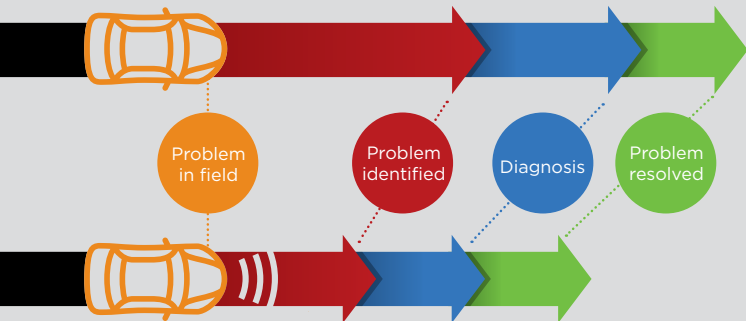 Problem
in field
Problem
identified
Diagnosis
Problem
resolved